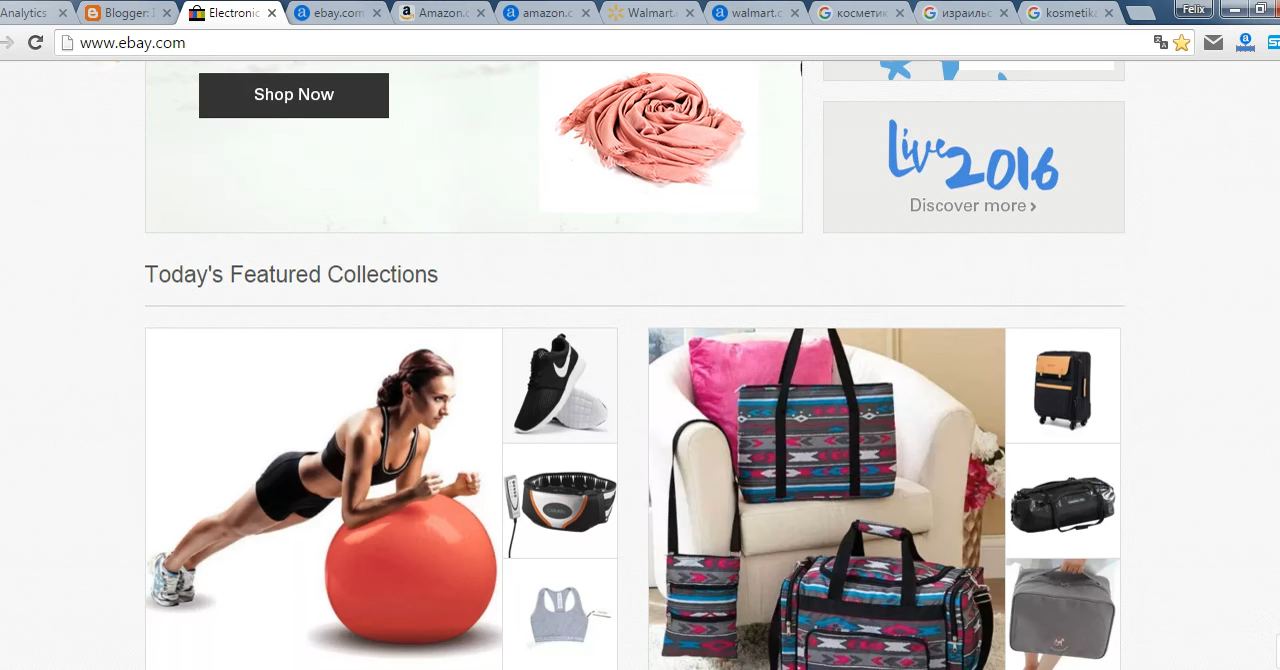 Analytics
Blogger:
Electronic
ebay.com
Amazon.c
amazon.c
Walmart.
walmart.c
космети
израильс
kosmetik
Felix
www.ebay.com
Shop Now
Live 2016
Discover more
Today's Featured Collections